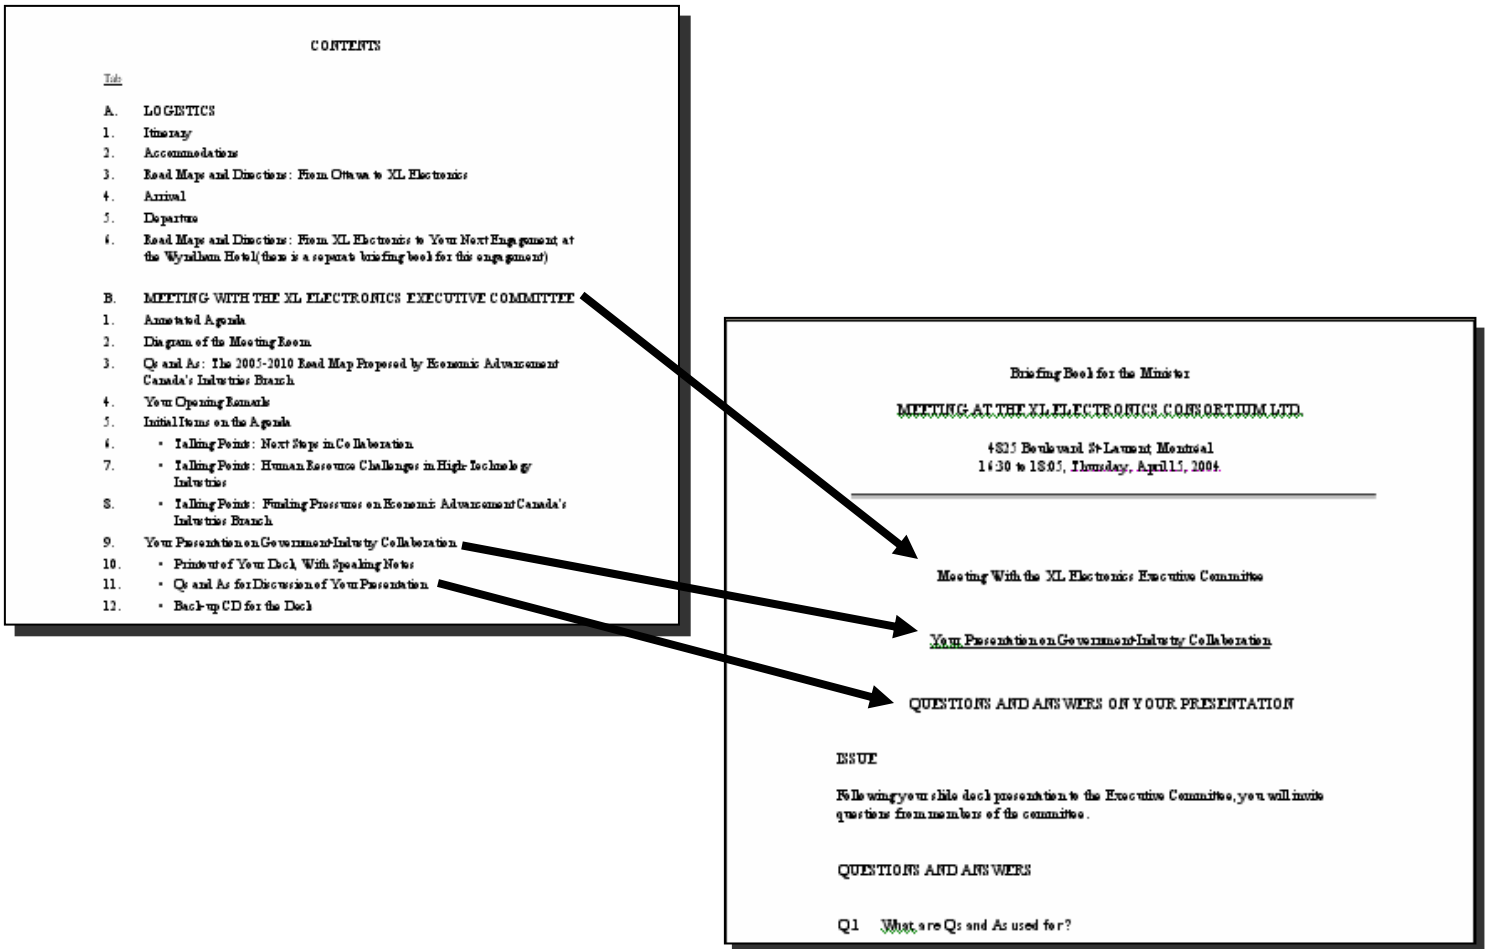 CONTENTS
Tab
A. LOGISTICS
1. Itinerary
2. Accommodations
3. Road Maps and Directions: From Ottawa to XL Electronics
4. Arrival
5. Departure
6. Road Maps and Directions: From XL Electronics to Your Next Engagement, at
the Wyndham Hotel (there is a separate briefing book for this engagement)
B. MEETING WITH THE XL ELECTRONICS EXECUTIVE COMMITTEE
1. Annotated Agenda
2. Diagram of the Meeting Room
3. Qs and As: The 2005-2010 Road Map Proposed by Economic Advancement
Canada's Industries Branch
4. Your Opening Remarks
5. Initial Items on the Agenda
6. • Talking Points: Next Steps in Collaboration
7. • Talking Points: Human Resource Challenges in High-Technology
Industries
8. • Talking Points: Funding Pressures on Economic Advancement Canada's
Industries Branch
9. Your Presentation on Government-Industry Collaboration
10. • Printout of Your Deck, With Speaking Notes
11. • Qs and As for Discussion of Your Presentation
12. • Back-up CD for the Deck
Briefing Book for the Minister
MEETING AT THE XL ELECTRONICS CONSORTIUM LTD.
4825 Boulevard St-Laurent, Montreal
16:30 to 18:05, Thursday, April 15, 2004
Meeting With the XL Electronics Executive Committee
Your Presentation on Government-Industry Collaboration
QUESTIONS AND ANSWERS ON YOUR PRESENTATION
ISSUE
Following your slide deck presentation to the Executive Committee, you will invite
questions from members of the committee.
QUESTIONS AND ANSWERS
Q1 What are Qs and As used for?